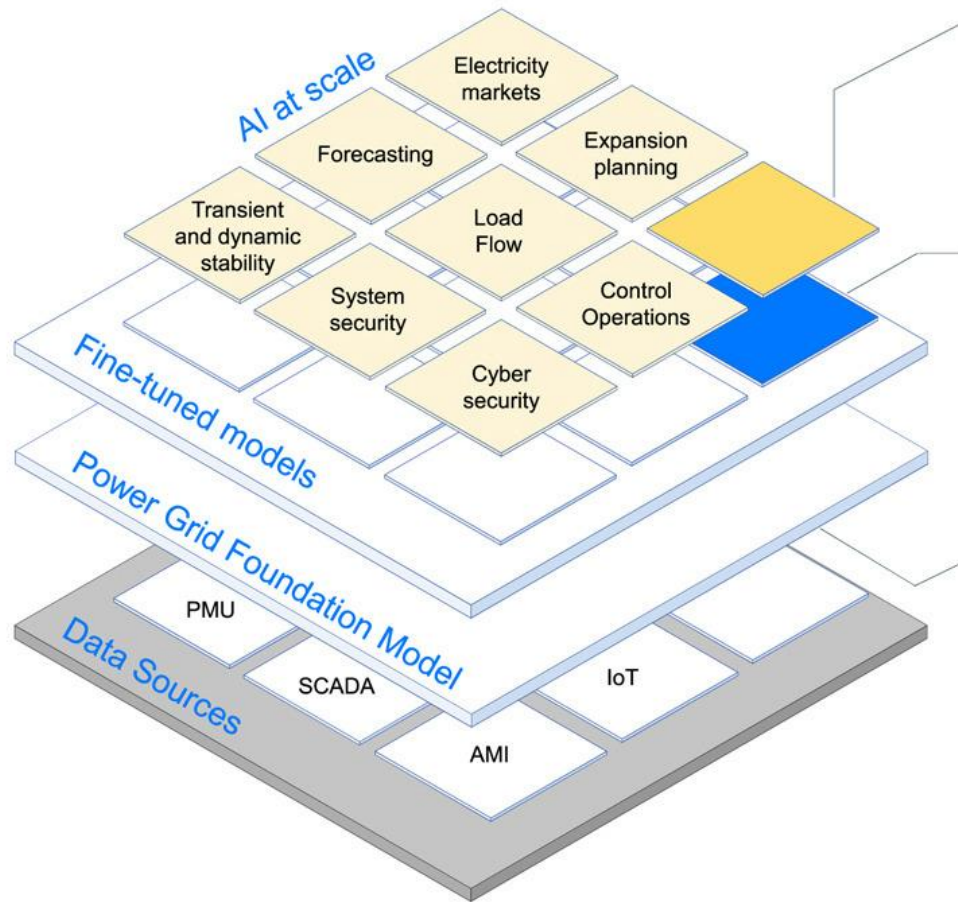 AI at scale
Electricity
markets
Forecasting
Expansion
planning
Transient
and dynamic
stability
Load
Flow
System
security
Control
Operations
Cyber
security
Fine-tuned models
Power Grid Foundation Model
Data Sources
PMU
SCADA
IoT
AMI